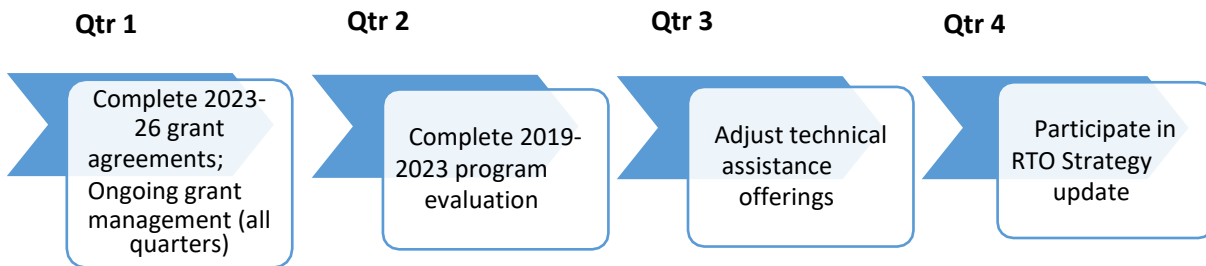 Qtr 1
Qtr 2
Qtr 3
Qtr 4
Complete 2023-
26 grant
agreements;
Ongoing grant
management (all
quarters)
Complete 2019-
2023 program
evaluation
Adjust technical
assistance
offerings
Participate in
RTO Strategy
update